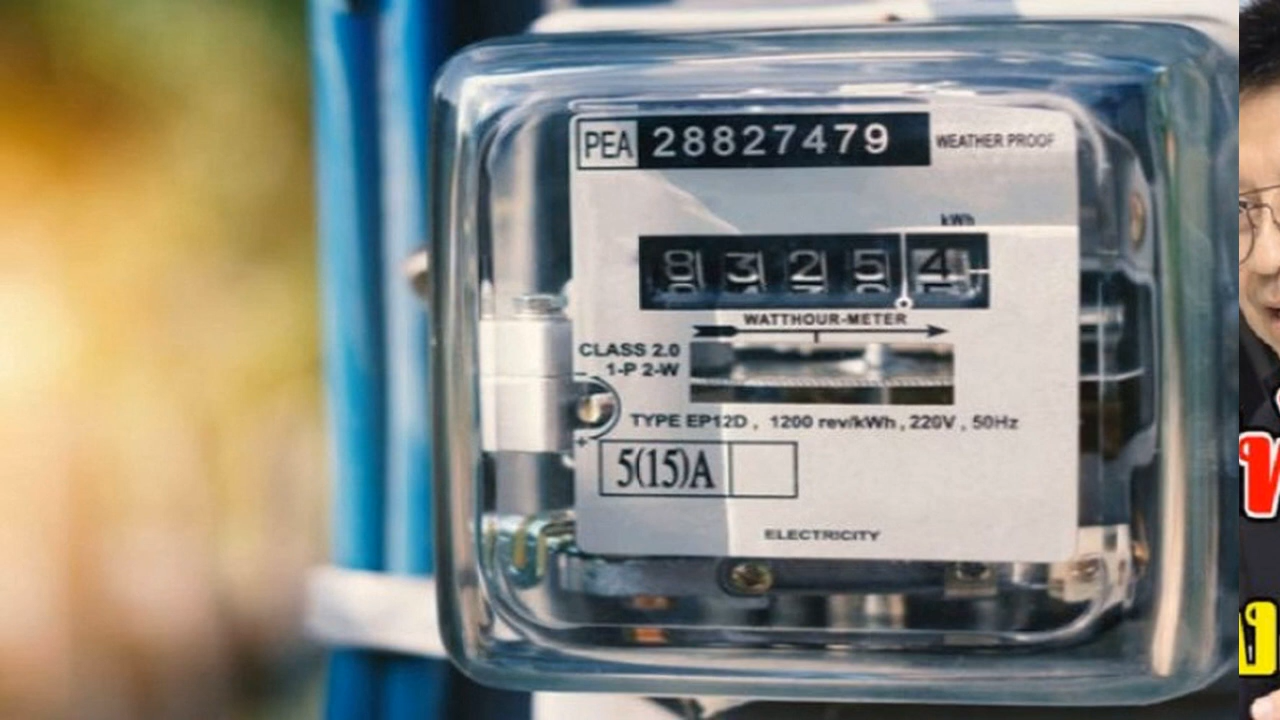 PEA 28827479 WEATHER PROOF
kWh
8 3 2 5 4
WATTHOUR-METER
CLASS 2.0
1-P 2-W
TYPE EP12D , 1200 rev/kWh , 220V , 50Hz
5(15)A
ELECTRICITY